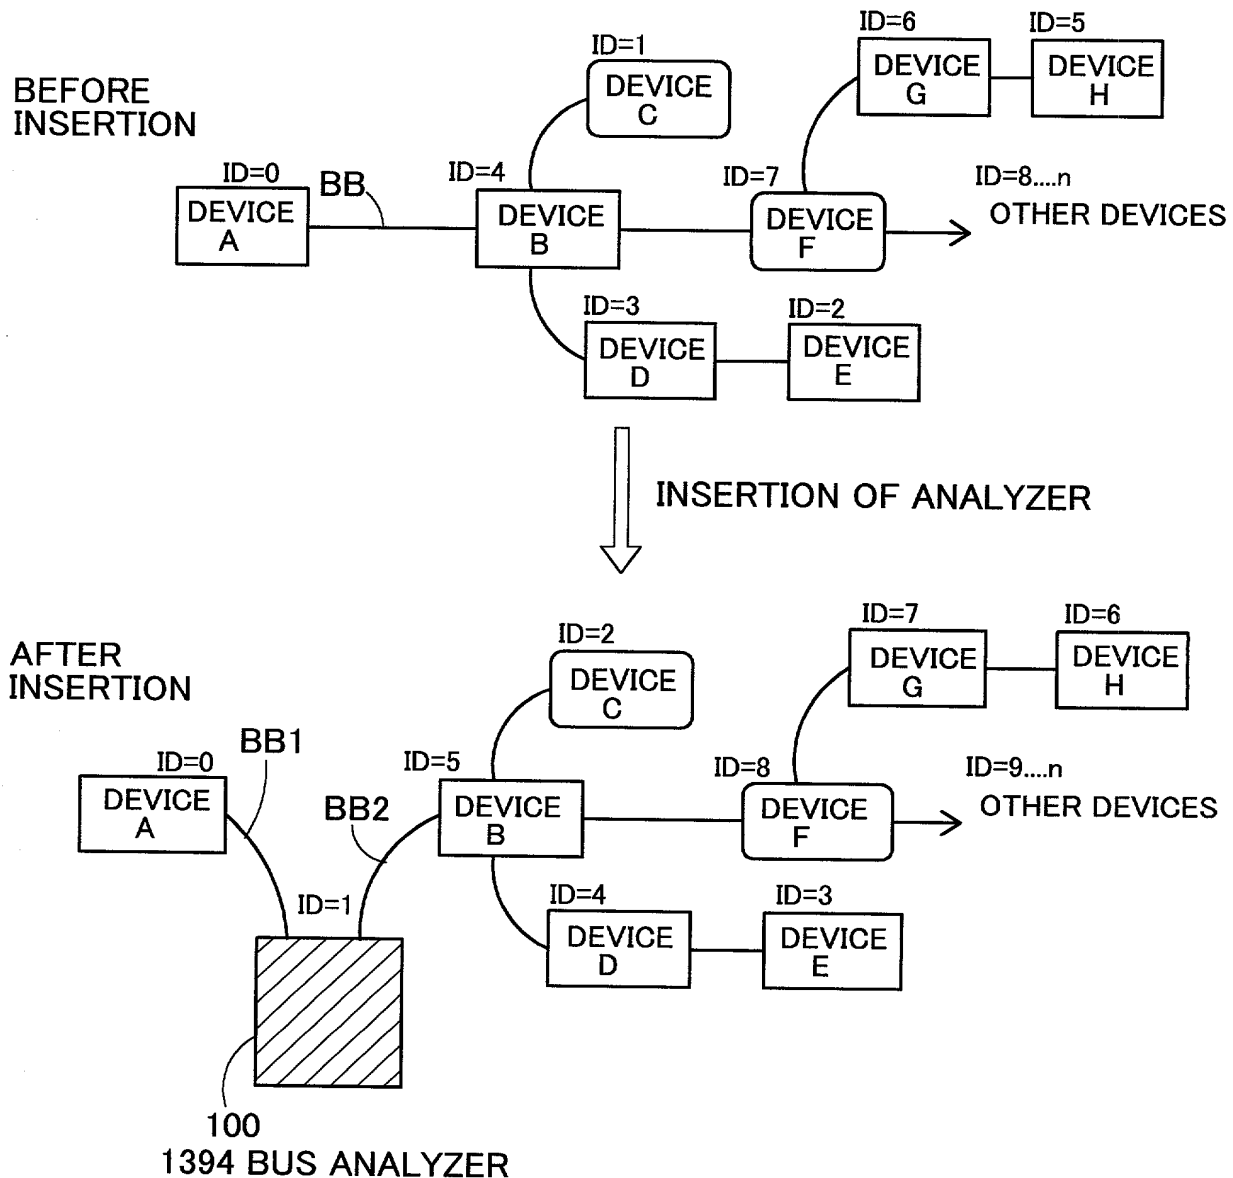 BEFORE
INSERTION
ID=0
DEVICE
A
BB
ID=4
DEVICE
B
ID=1
DEVICE
C
ID=3
DEVICE
D
ID=2
DEVICE
E
ID=7
DEVICE
F
ID=6
DEVICE
G
ID=5
DEVICE
H
ID=8....n
OTHER DEVICES
INSERTION OF ANALYZER
AFTER
INSERTION
ID=0
DEVICE
A
BB1
BB2
ID=1
100
1394 BUS ANALYZER
ID=5
DEVICE
B
ID=2
DEVICE
C
ID=4
DEVICE
D
ID=3
DEVICE
E
ID=8
DEVICE
F
ID=7
DEVICE
G
ID=6
DEVICE
H
ID=9....n
OTHER DEVICES